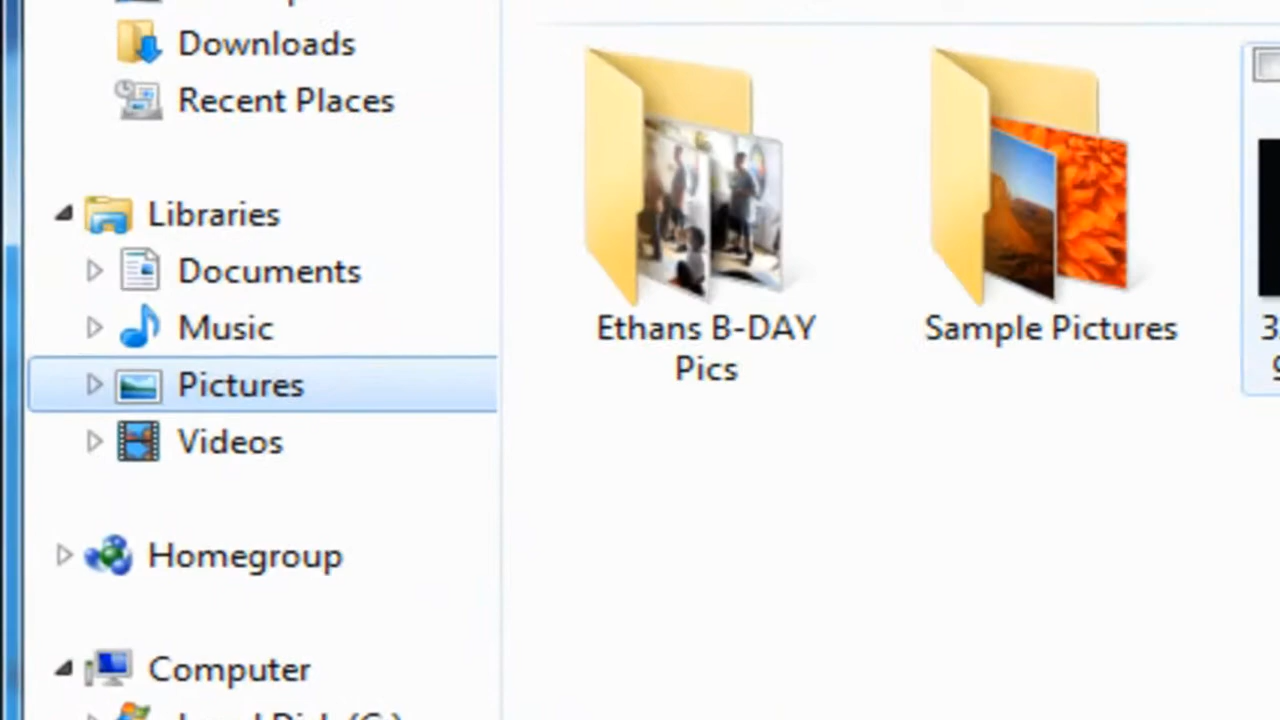 Downloads
Recent Places
Libraries
Documents
Music
Pictures
Videos
Homegroup
Computer
Ethans B-DAY
Pics
Sample Pictures